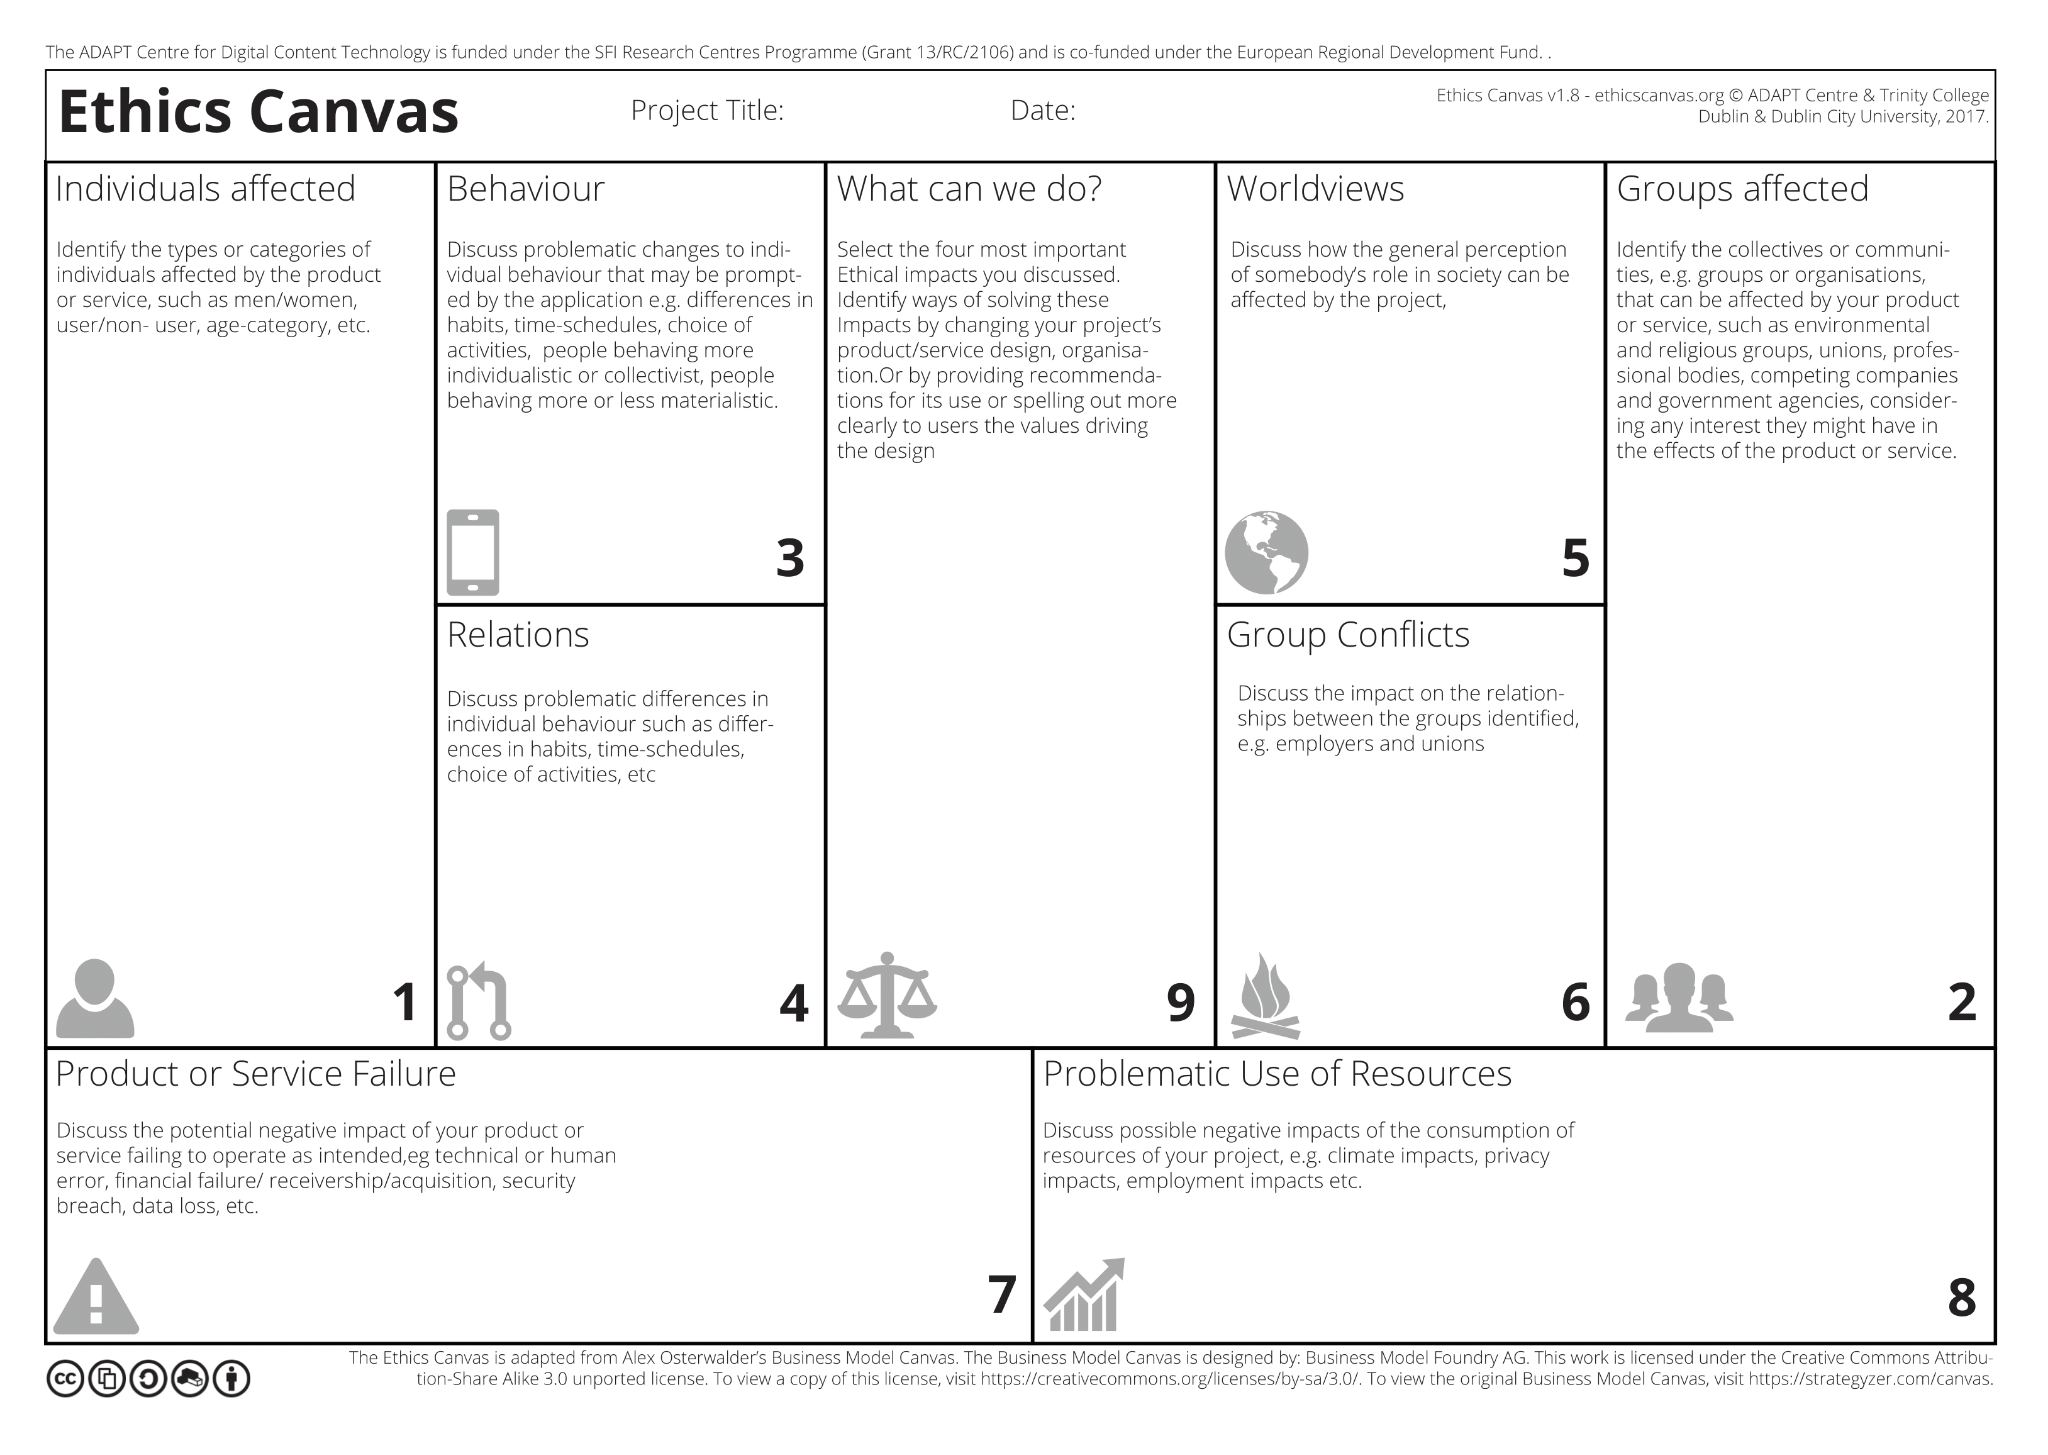 The ADAPT Centre for Digital Content Technology is funded under the SFI Research Centres Programme (Grant 13/RC/2106) and is co-funded under the European Regional Development Fund. .
Ethics Canvas
Project Title:
Date:
Ethics Canvas v1.8 - ethicscanvas.org © ADAPT Centre & Trinity College
Dublin & Dublin City University, 2017.
Individuals affected
Identify the types or categories of
individuals affected by the product
or service, such as men/women,
user/non- user, age-category, etc.
1
Behaviour
Discuss problematic changes to indi-
vidual behaviour that may be prompt-
ed by the application e.g. differences in
habits, time-schedules, choice of
activities,  people behaving more
individualistic or collectivist, people
behaving more or less materialistic.
3
Relations
Discuss problematic differences in
individual behaviour such as differ-
ences in habits, time-schedules,
choice of activities, etc
4
What can we do?
Select the four most important
Ethical impacts you discussed.
Identify ways of solving these
Impacts by changing your project's
product/service design, organisa-
tion.Or by providing recommenda-
tions for its use or spelling out more
clearly to users the values driving
the design
9
Worldviews
Discuss how the general perception
of somebody's role in society can be
affected by the project,
5
Group Conflicts
Discuss the impact on the relation-
ships between the groups identified,
e.g. employers and unions
6
Groups affected
Identify the collectives or communi-
ties, e.g. groups or organisations,
that can be affected by your product
or service, such as environmental
and religious groups, unions, profes-
sional bodies, competing companies
and government agencies, consider-
ing any interest they might have in
the effects of the product or service.
2
Product or Service Failure
Discuss the potential negative impact of your product or
service failing to operate as intended,eg technical or human
error, financial failure/ receivership/acquisition, security
breach, data loss, etc.
7
Problematic Use of Resources
Discuss possible negative impacts of the consumption of
resources of your project, e.g. climate impacts, privacy
impacts, employment impacts etc.
8
cc
The Ethics Canvas is adapted from Alex Osterwalder's Business Model Canvas. The Business Model Canvas is designed by: Business Model Foundry AG. This work is licensed under the Creative Commons Attribu-
tion-Share Alike 3.0 unported license. To view a copy of this license, visit https://creativecommons.org/licenses/by-sa/3.0/. To view the original Business Model Canvas, visit https://strategyzer.com/canvas.